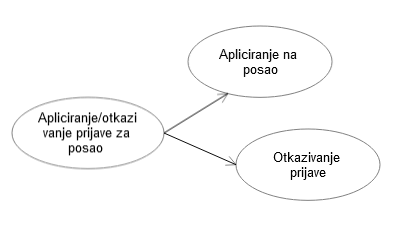 Apliciranje na
posao
Apliciranje/otkazi
vanje prijave za
posao
Otkazivanje
prijave